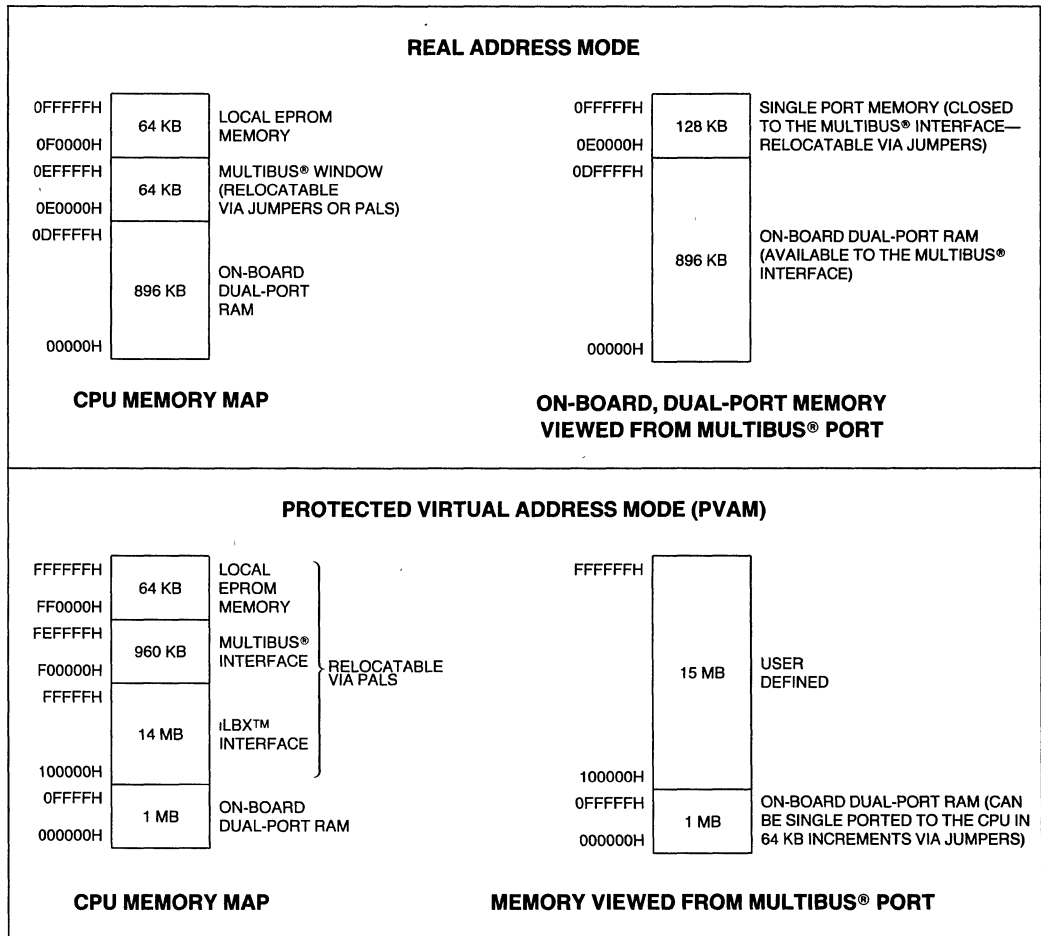 REAL ADDRESS MODE
0FFFFFH
0F0000H
0EFFFFH
0E0000H
0DFFFFH
00000H
64 KB
64 KB
896 KB
LOCAL EPROM
MEMORY
MULTIBUS® WINDOW
(RELOCATABLE
VIA JUMPERS OR PALS)
ON-BOARD
DUAL-PORT
RAM
CPU MEMORY MAP
0FFFFFH
0E0000H
0DFFFFH
00000H
128 KB
896 KB
SINGLE PORT MEMORY (CLOSED
TO THE MULTIBUS® INTERFACE—
RELOCATABLE VIA JUMPERS)
ON-BOARD DUAL-PORT RAM
(AVAILABLE TO THE MULTIBUS®
INTERFACE)
ON-BOARD, DUAL-PORT MEMORY
VIEWED FROM MULTIBUS® PORT
PROTECTED VIRTUAL ADDRESS MODE (PVAM)
FFFFFFH
FF0000H
FEFFFFH
F00000H
FFFFFH
100000H
0FFFFH
000000H
64 KB
960 KB
14 MB
1 MB
LOCAL
EPROM
MEMORY
MULTIBUS®
INTERFACE
iLBX™
INTERFACE
RELOCATABLE
VIA PALS
ON-BOARD
DUAL-PORT RAM
CPU MEMORY MAP
FFFFFFH
100000H
0FFFFFH
000000H
15 MB
1 MB
USER
DEFINED
ON-BOARD DUAL-PORT RAM (CAN
BE SINGLE PORTED TO THE CPU IN
64 KB INCREMENTS VIA JUMPERS)
MEMORY VIEWED FROM MULTIBUS® PORT